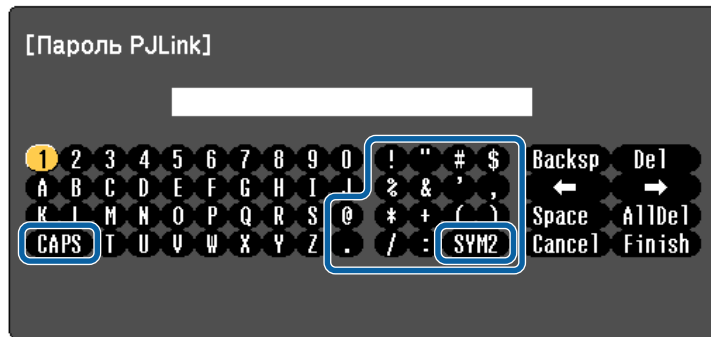 [Пароль PJLink]
1 2 3 4 5 6 7 8 9 0 ! " # $ Backsp Del
A B C D E F G H I J % & ' , ← →
K L M N O P Q R S @ * + ( ) Space AllDel
CAPS T U V W X Y Z . / : SYM2 Cancel Finish